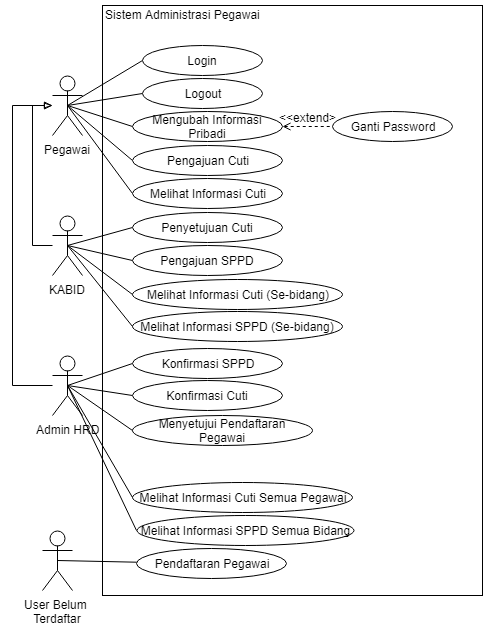 Sistem Administrasi Pegawai
Login
Logout
Mengubah Informasi
Pribadi
<<extend>>
Ganti Password
Pegawai
Pengajuan Cuti
Melihat Informasi Cuti
Penyetujuan Cuti
Pengajuan SPPD
KABID
Melihat Informasi Cuti (Se-bidang)
Melihat Informasi SPPD (Se-bidang)
Konfirmasi SPPD
Konfirmasi Cuti
Admin HRD
Menyetujui Pendaftaran
Pegawai
Melihat Informasi Cuti Semua Pegawai
Melihat Informasi SPPD Semua Bidang
Pendaftaran Pegawai
User Belum
Terdaftar